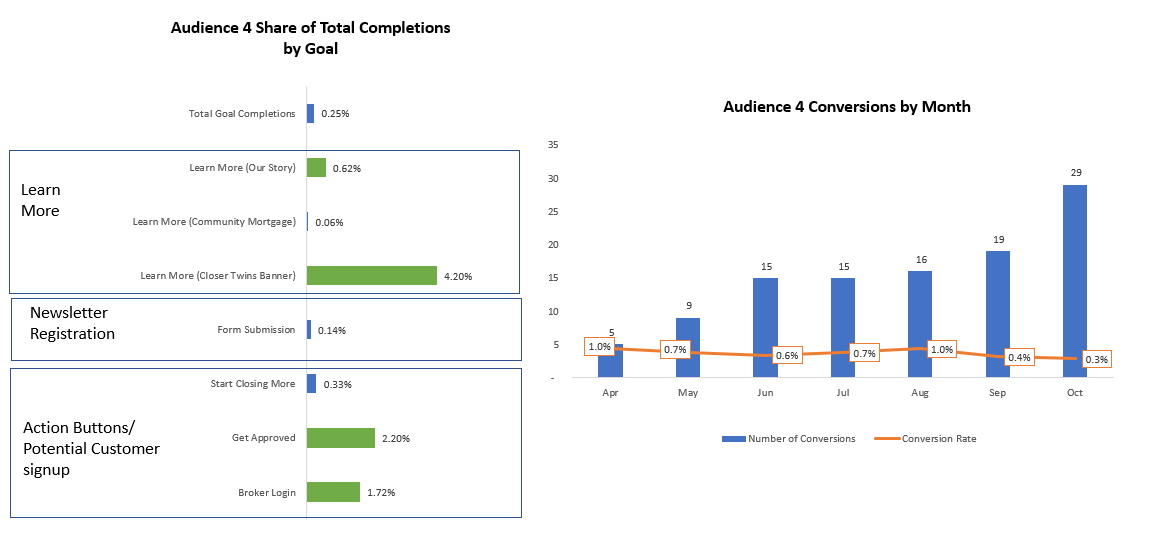 Audience 4 Share of Total Completions
by Goal
Total Goal Completions
0.25%
Learn
More
Learn More (Our Story)
0.62%
Learn More (Community Mortgage)
0.06%
Learn More (Closer Twins Banner)
4.20%
Newsletter
Registration
Form Submission
0.14%
Action Buttons/
Potential Customer
signup
Start Closing More
0.33%
Get Approved
2.20%
Broker Login
1.72%
Audience 4 Conversions by Month
35
30
25
20
15
10
5
-
5
9
15
15
16
19
29
1.0%
0.7%
0.6%
0.7%
1.0%
0.4%
0.3%
Apr
May
Jun
Jul
Aug
Sep
Oct
Number of Conversions
Conversion Rate